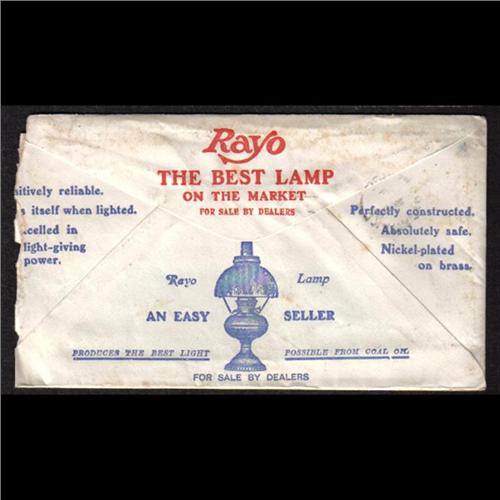 Rayo
THE BEST LAMP
ON THE MARKET
FOR SALE BY DEALERS
sitively reliable.
s itself when lighted.
celled in
light-giving
power.
Perfectly constructed.
Absolutely safe.
Nickel-plated
on brass.
Rayo Lamp
AN EASY SELLER
PRODUCES THE BEST LIGHT POSSIBLE FROM COAL OIL.
FOR SALE BY DEALERS